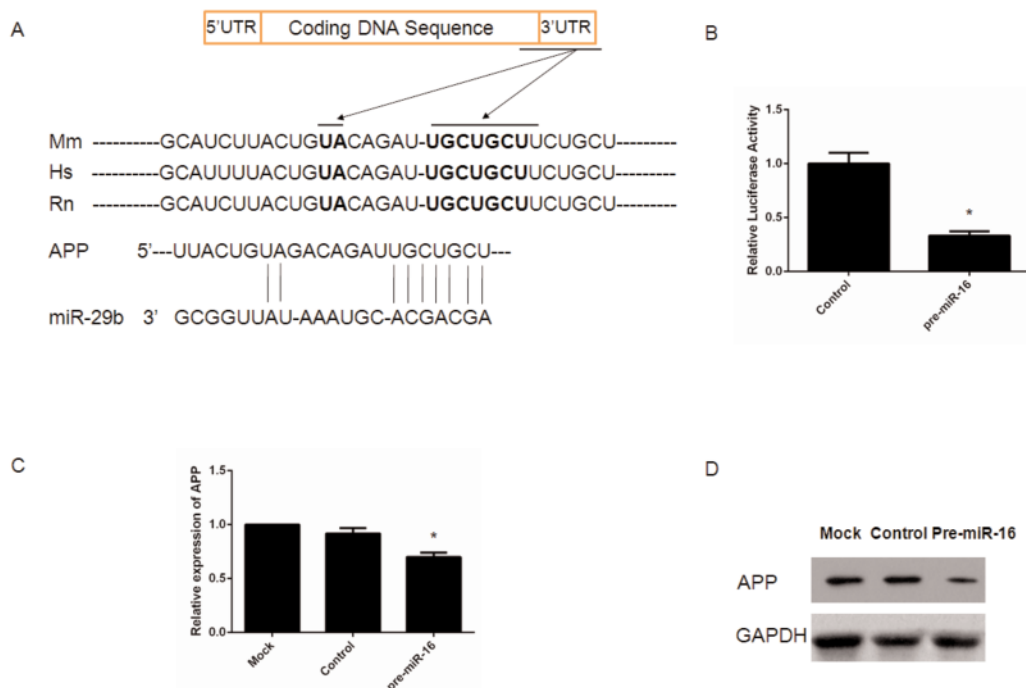 A
5'UTR Coding DNA Sequence 3'UTR
Mm ----------GCAUCUUACUGUACAGAU-UGCUGCUUCUGCU---------
Hs ----------GCAUUUUACUGUACAGAU-UGCUGCUUCUGCU---------
Rn ----------GCAUCUUACUGUACAGAU-UGCUGCUUCUGCU---------
APP 5'---UUACUGUAGACAGAUUGCUGCU---
miR-29b 3' GCGGUUAU-AAAUGC-ACGACGA
B
Relative Luciferase Activity
1.5
1.0
0.5
0.0
*
Control
pre-miR-16
C
Relative expression of APP
1.5
1.0
0.5
0.0
*
Mock
Control
pre-miR-16
D
Mock Control Pre-miR-16
APP
GAPDH